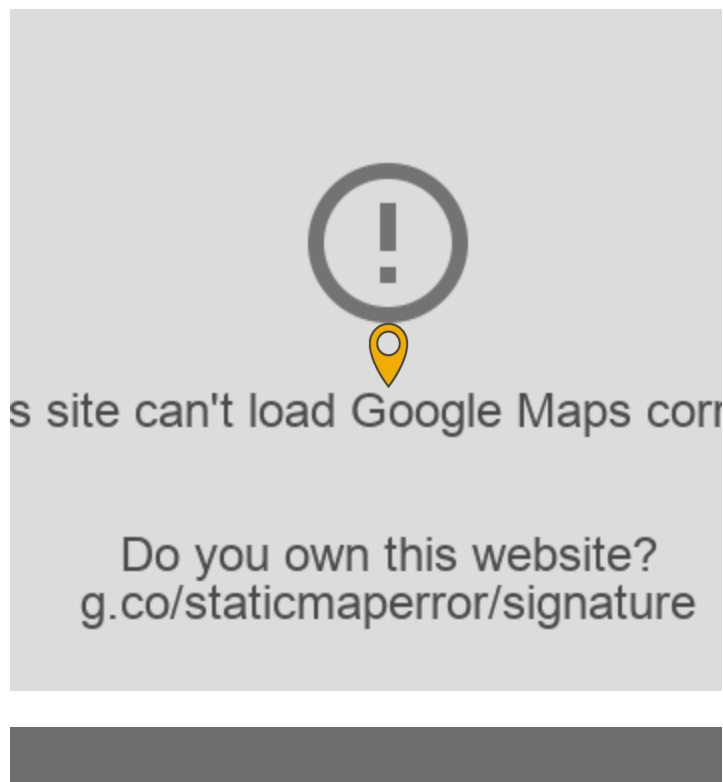 s site can't load Google Maps corr
Do you own this website?
g.co/staticmaperror/signature